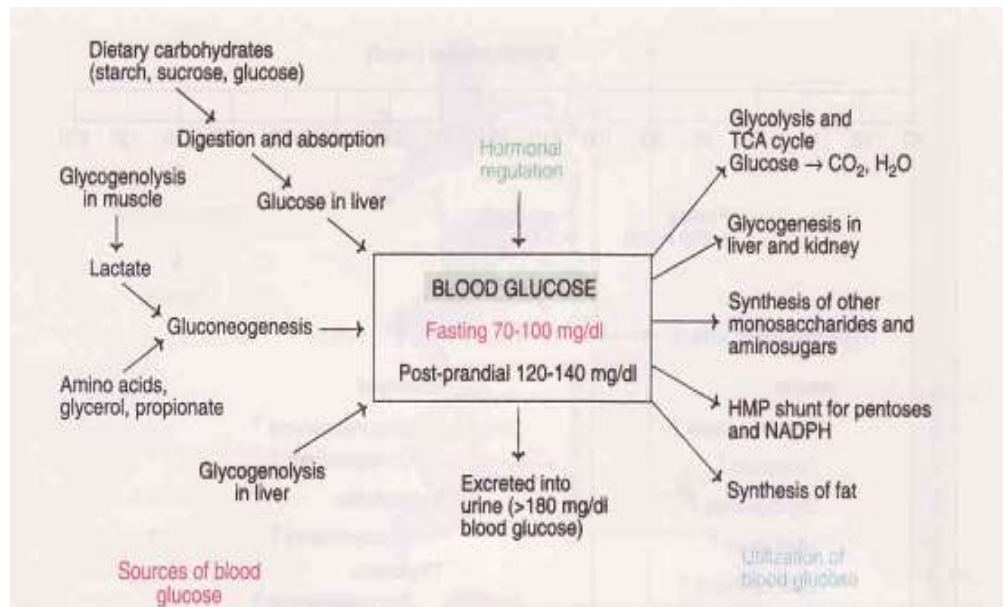 Dietary carbohydrates
(starch, sucrose, glucose)
Digestion and absorption
Glucose in liver
Glycogenolysis
in muscle
Lactate
Gluconeogenesis
Amino acids,
glycerol, propionate
Glycogenolysis
in liver
Sources of blood
glucose
Hormonal
regulation
BLOOD GLUCOSE
Fasting 70-100 mg/dl
Post-prandial 120-140 mg/dl
Excreted into
urine (>180 mg/dl
blood glucose)
Glycolysis and
TCA cycle
Glucose → CO₂, H₂O
Glycogenesis in
liver and kidney
Synthesis of other
monosaccharides and
aminosugars
HMP shunt for pentoses
and NADPH
Synthesis of fat
Utilization of
blood glucose